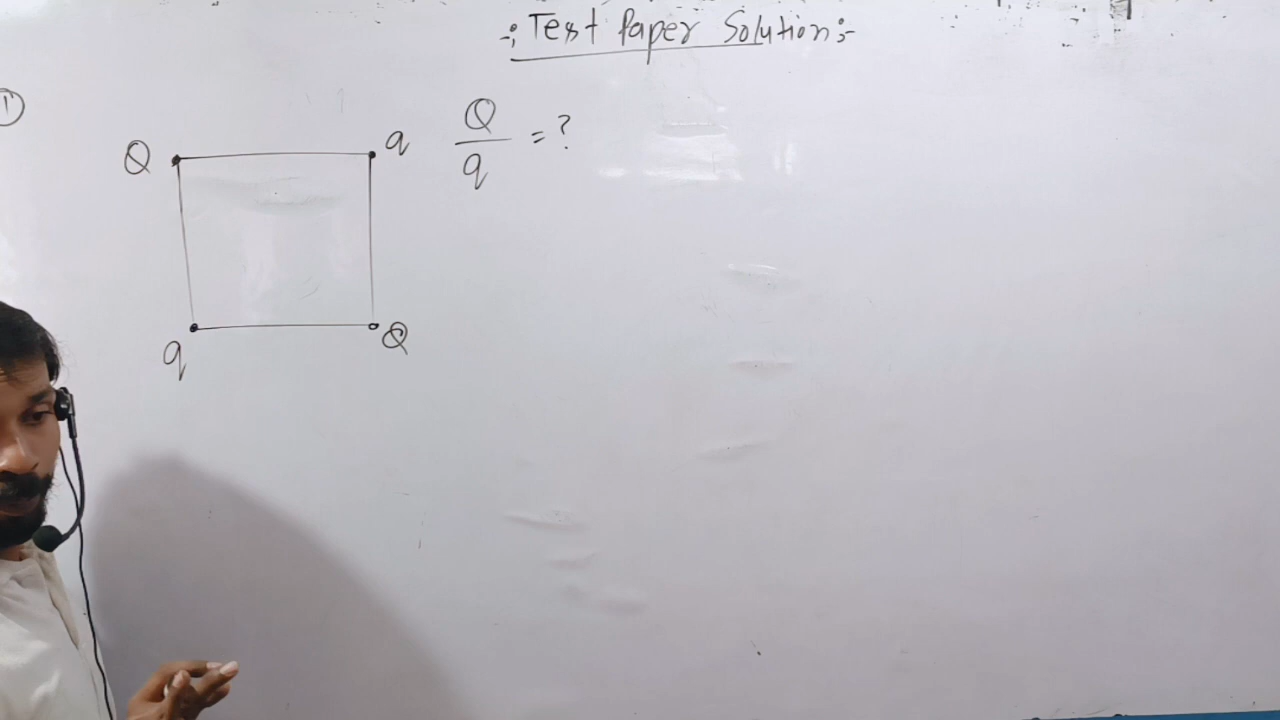 -:Test Paper Solution:-
1
Q
q
Q
q
Q/q = ?
q
Q